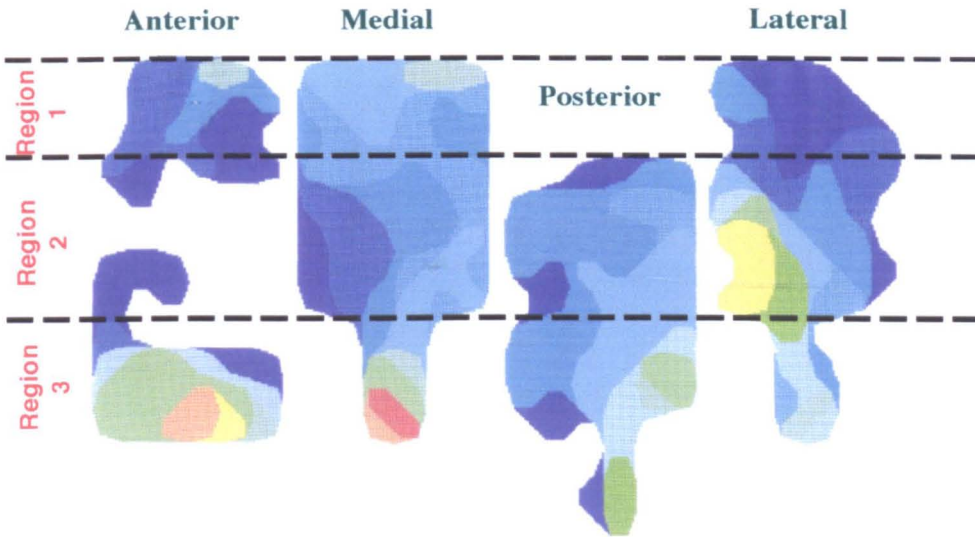 Anterior
Medial
Lateral
Posterior
Region
1
Region
2
Region
3